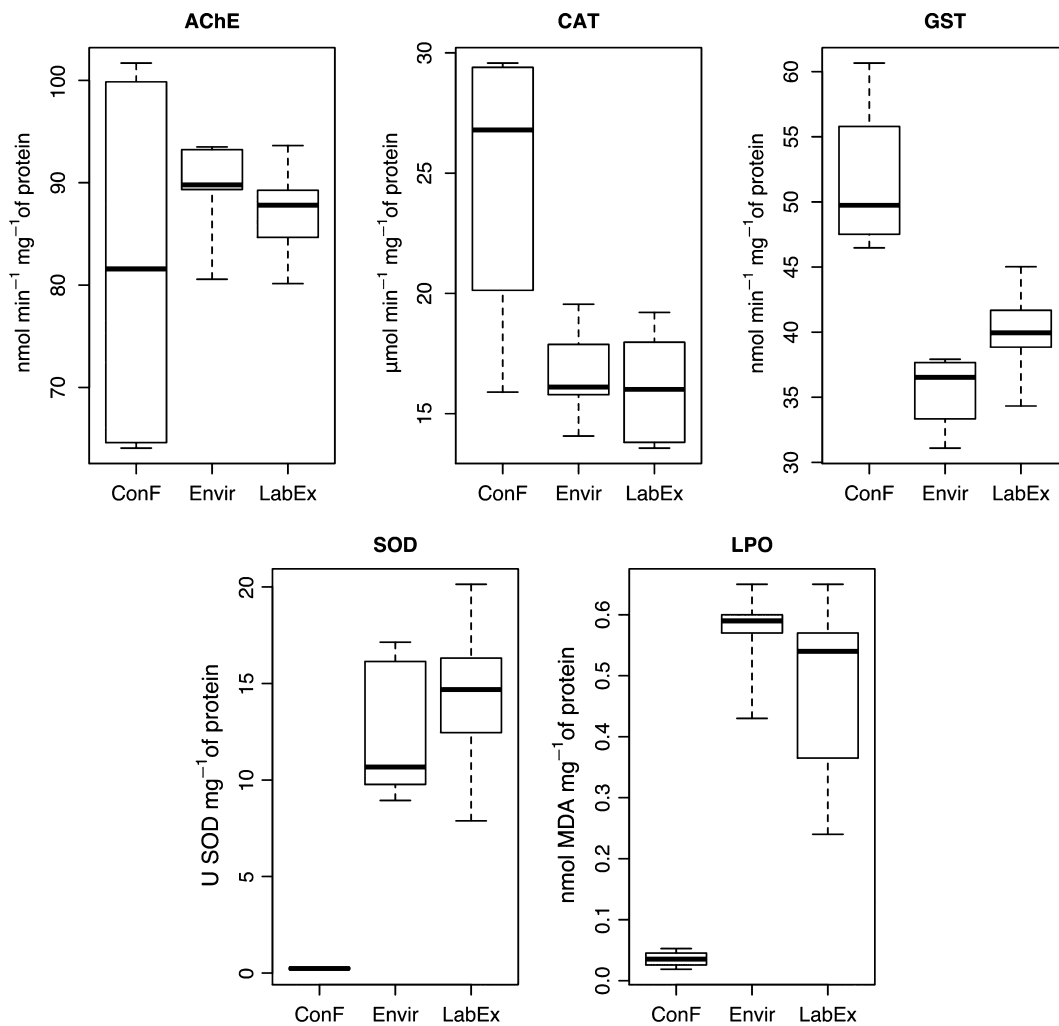 AChE
nmol min⁻¹ mg⁻¹of protein
100
90
80
70
ConF Envir LabEx
CAT
µmol min⁻¹ mg⁻¹of protein
30
25
20
15
ConF Envir LabEx
GST
nmol min⁻¹ mg⁻¹of protein
60
55
50
45
40
35
30
ConF Envir LabEx
SOD
U SOD mg⁻¹of protein
20
15
10
5
0
ConF Envir LabEx
LPO
nmol MDA mg⁻¹of protein
0.6
0.5
0.4
0.3
0.2
0.1
0.0
ConF Envir LabEx